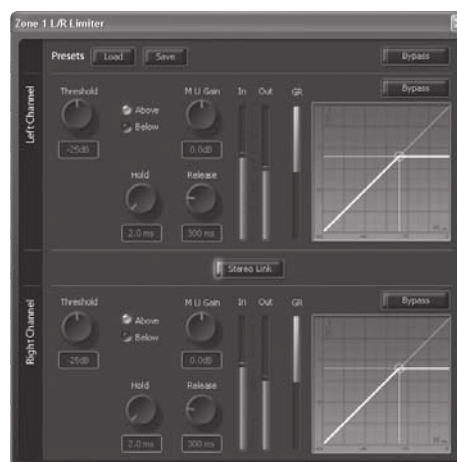 Zone 1 L/R Limiter
Presets Load Save Bypass
Left Channel
Bypass
Threshold M U Gain In Out GR
Above
Below
-25dB 0.0dB
Hold Release
2.0 ms 300 ms
Stereo Link
Right Channel
Bypass
Threshold M U Gain In Out GR
Above
Below
-25dB 0.0dB
Hold Release
2.0 ms 300 ms